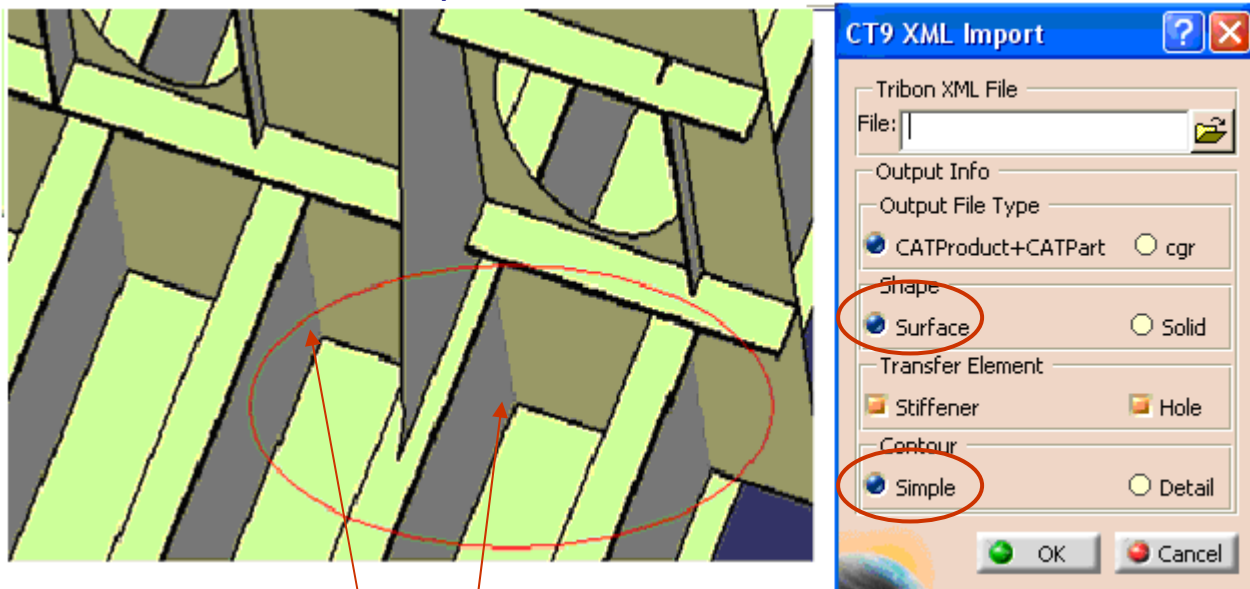 CT9 XML Import
Tribon XML File
File:
Output Info
Output File Type
CATProduct+CATPart cgr
Shape
Surface Solid
Transfer Element
Stiffener Hole
Contour
Simple Detail
OK Cancel